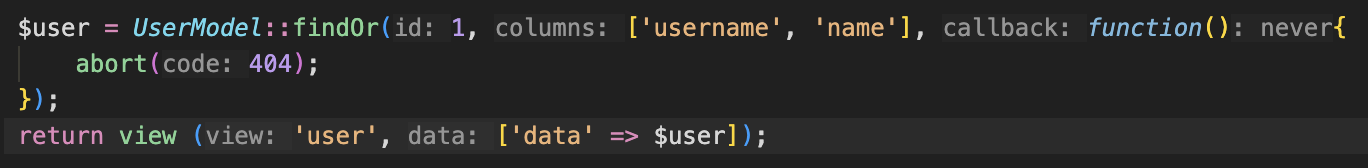 $user = UserModel::findOr(id: 1, columns: ['username', 'name'], callback: function(): never{
    abort(code: 404);
});
return view (view: 'user', data: ['data' => $user]);